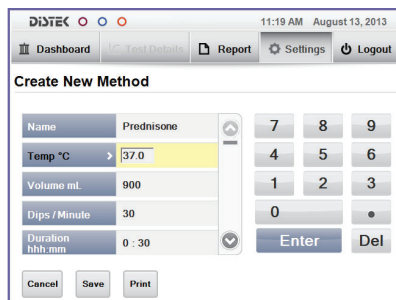 DISTEK
11:19 AM August 13, 2013
Dashboard Test Details Report Settings Logout
Create New Method
Name Prednisone
Temp °C 37.0
Volume mL 900
Dips / Minute 30
Duration
hhh:mm 0 : 30
7 8 9
4 5 6
1 2 3
0 •
Enter Del
Cancel Save Print